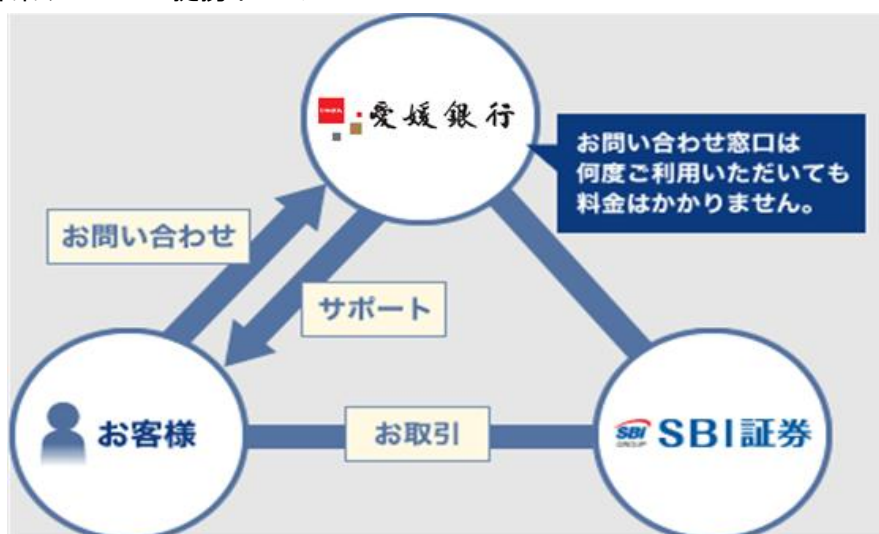 愛媛銀行
お問い合わせ窓口は
何度ご利用いただいても
料金はかかりません。
お問い合わせ
サポート
お客様
お取引
SBI GROUP SBI証券